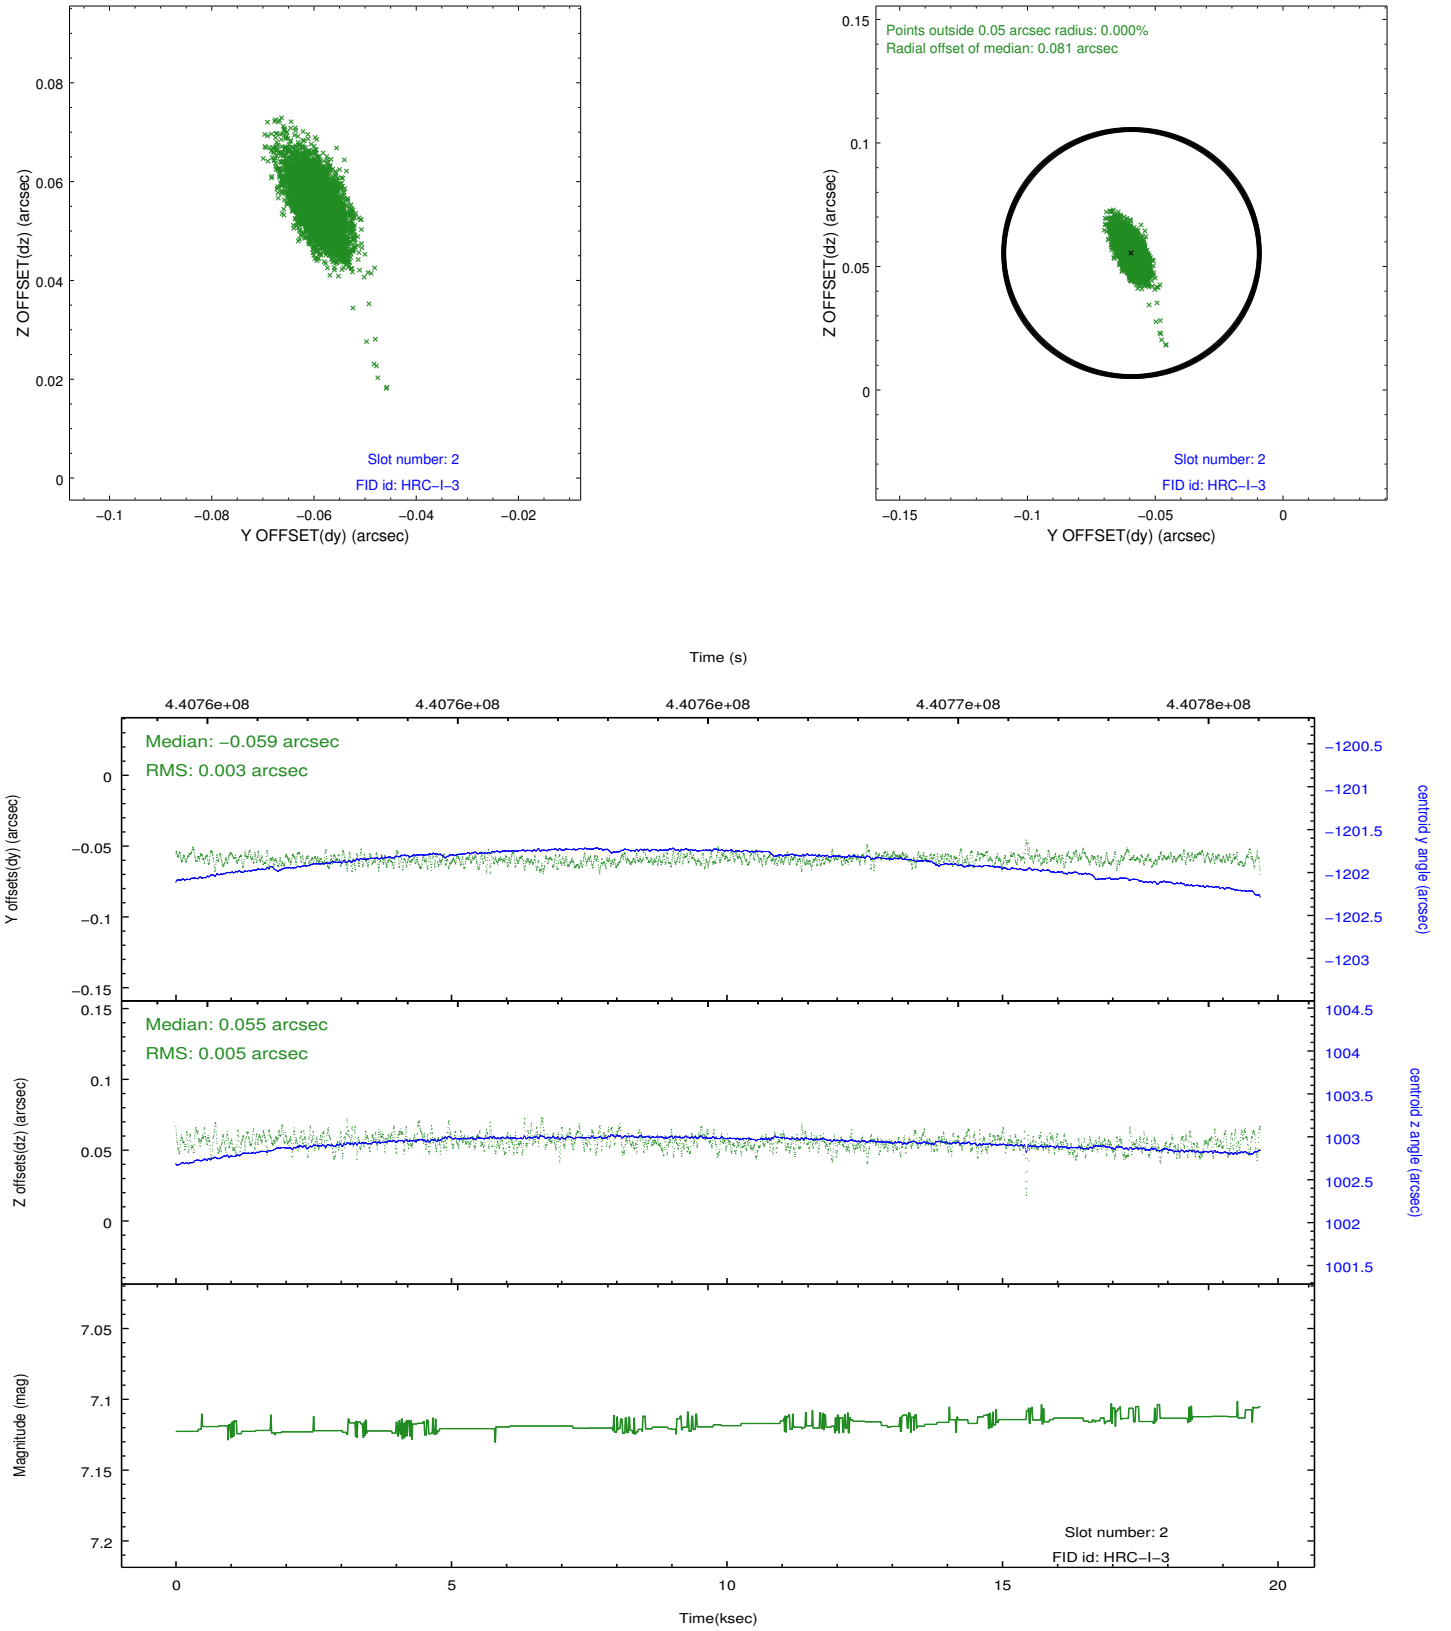 0.08
0.06
0.04
0.02
0
Z OFFSET(dz) (arcsec)
Slot number: 2
FID id: HRC−I−3
−0.1 −0.08 −0.06 −0.04 −0.02
Y OFFSET(dy) (arcsec)
Points outside 0.05 arcsec radius: 0.000%
Radial offset of median: 0.081 arcsec
0.15
0.1
0.05
0
Z OFFSET(dz) (arcsec)
Slot number: 2
FID id: HRC−I−3
−0.15 −0.1 −0.05 0
Y OFFSET(dy) (arcsec)
Time (s)
4.4076e+08 4.4076e+08 4.4076e+08 4.4077e+08 4.4078e+08
Median: −0.059 arcsec
RMS: 0.003 arcsec
0
−0.05
−0.1
−0.15
Y offsets(dy) (arcsec)
−1200.5
−1201
−1201.5
−1202
−1202.5
−1203
centroid y angle (arcsec)
Median: 0.055 arcsec
RMS: 0.005 arcsec
0.15
0.1
0.05
0
Z offsets(dz) (arcsec)
1004.5
1004
1003.5
1003
1002.5
1002
1001.5
centroid z angle (arcsec)
7.05
7.1
7.15
7.2
Magnitude (mag)
Slot number: 2
FID id: HRC−I−3
0 5 10 15 20
Time(ksec)